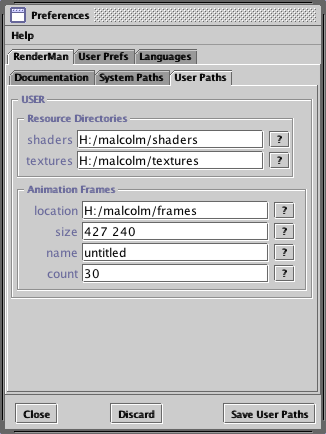 Preferences
Help
RenderMan User Prefs Languages
Documentation System Paths User Paths
USER
Resource Directories
shaders H:/malcolm/shaders ?
textures H:/malcolm/textures ?
Animation Frames
location H:/malcolm/frames ?
size 427 240 ?
name untitled ?
count 30 ?
Close Discard Save User Paths